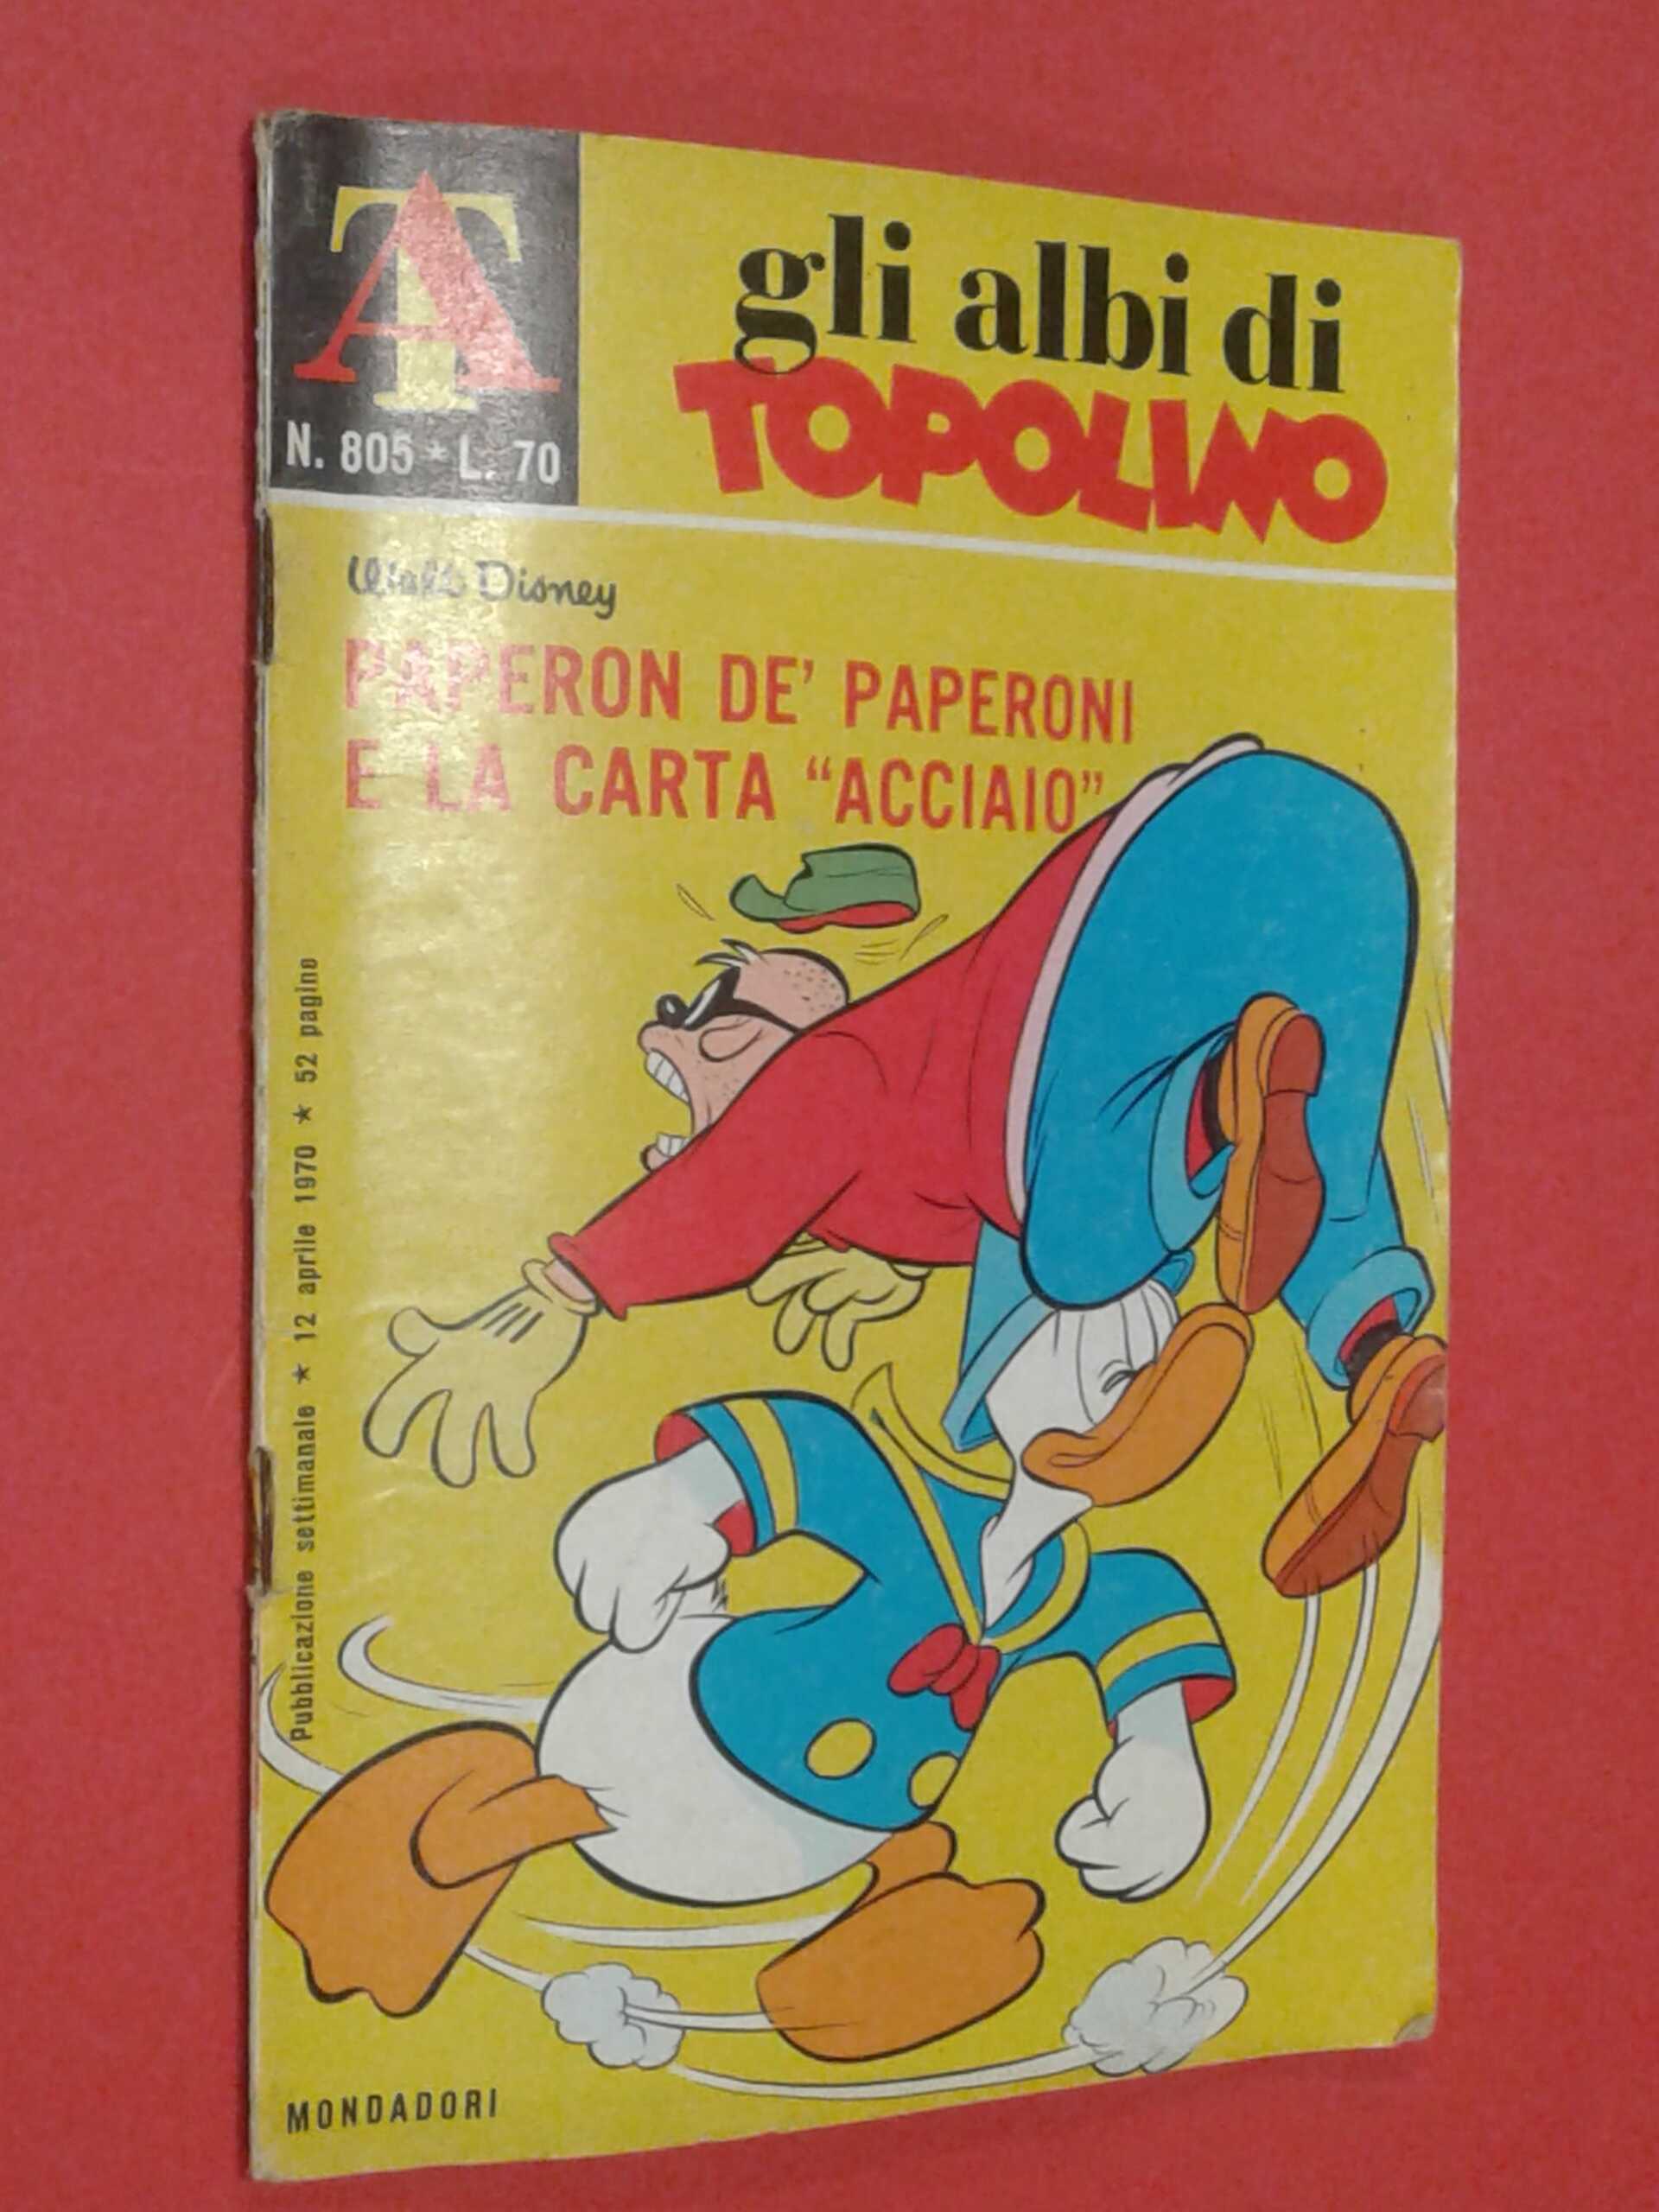 AT
N. 805 * L. 70
gli albi di
TOPOLINO
Walt Disney
PAPERON DE' PAPERONI
E LA CARTA "ACCIAIO"
Pubblicazione settimanale ★ 12 aprile 1970 ★ 52 pagine
MONDADORI